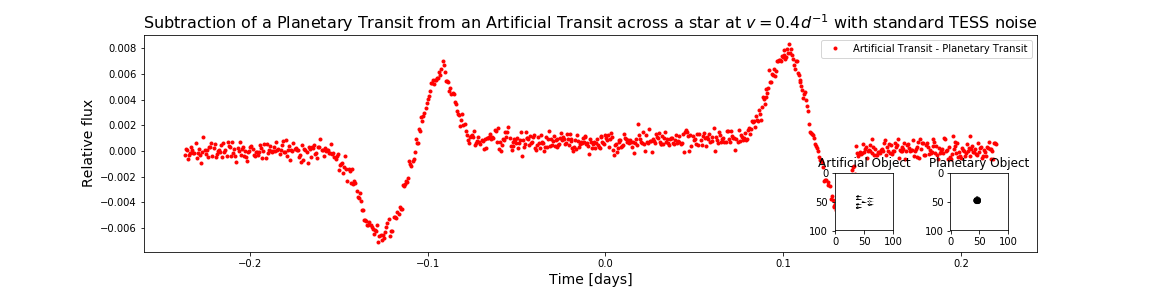 Subtraction of a Planetary Transit from an Artificial Transit across a star at v = 0.4d⁻¹ with standard TESS noise
Artificial Transit - Planetary Transit
Relative flux
0.008
0.006
0.004
0.002
0.000
−0.002
−0.004
−0.006
Artificial Object
0
50
100
0 50 100
Planetary Object
0
50
100
0 50 100
−0.2 −0.1 0.0 0.1 0.2
Time [days]